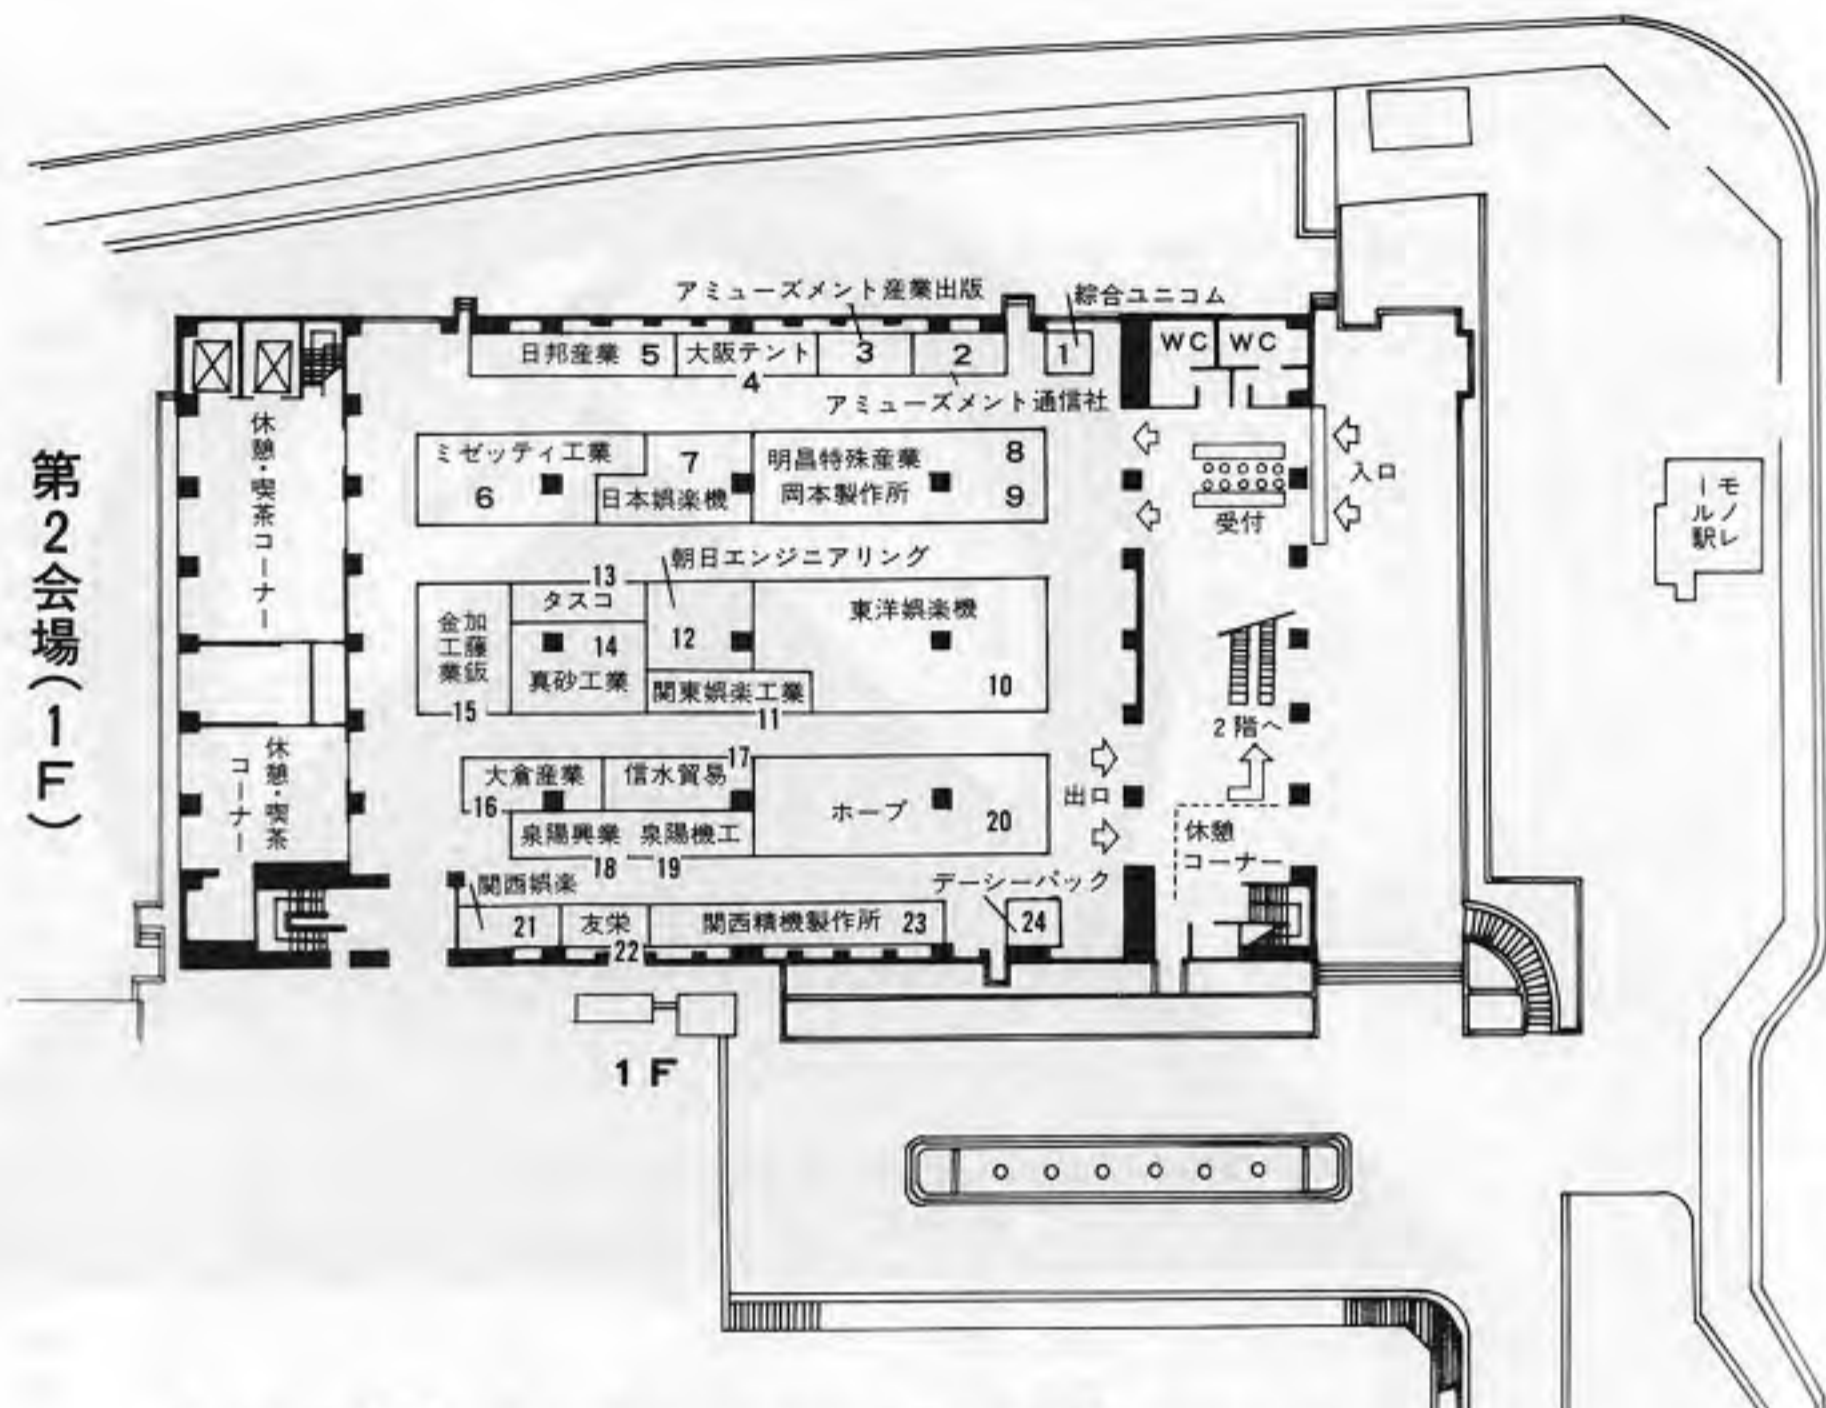 第2会場(1F)
アミューズメント産業出版
綜合ユニコム
日邦産業 5
大阪テント
4
3
2
1
WC
WC
アミューズメント通信社
休憩・喫茶コーナー
ミゼッティ工業
6
7
日本娯楽機
明昌特殊産業 8
岡本製作所 9
入口
受付
モノレ
ール駅
朝日エンジニアリング
13
タスコ
加藤鈑
金工業
15
14
真砂工業
12
関東娯楽工業
11
東洋娯楽機
10
2階へ
休憩・喫茶
コーナー
大倉産業
16
信水貿易
17
泉陽興業
18
泉陽機工
19
ホープ
20
出口
休憩
コーナー
関西娯楽
21
友栄
22
関西精機製作所 23
デーシーパック
24
1F